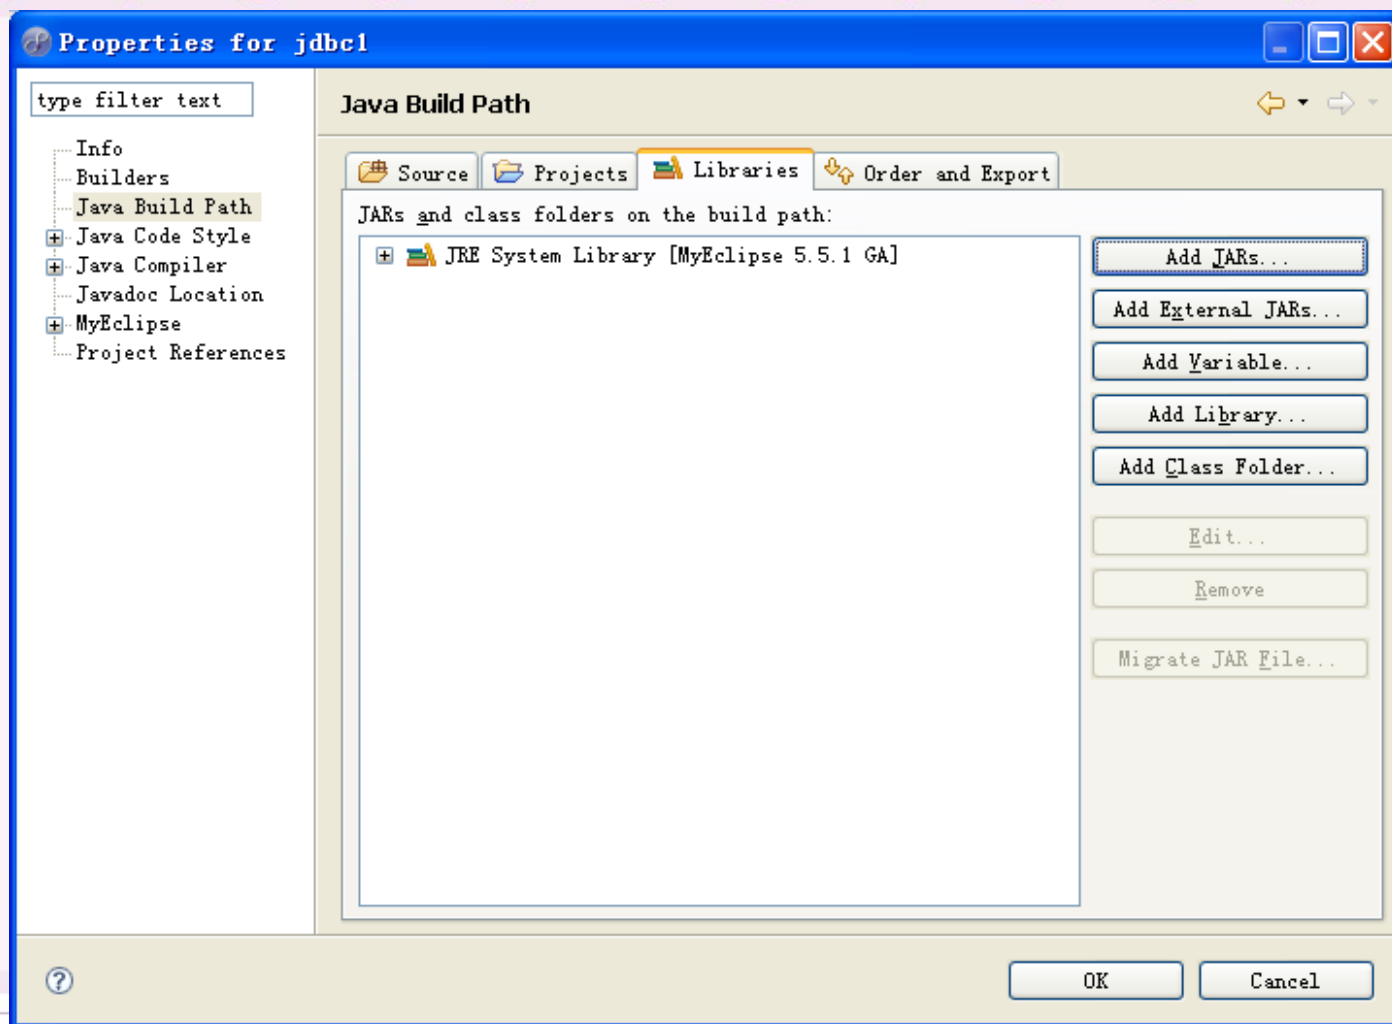 Properties for jdbc1
type filter text
Java Build Path
Info
Builders
Java Build Path
Java Code Style
Java Compiler
Javadoc Location
MyEclipse
Project References
Source
Projects
Libraries
Order and Export
JARs and class folders on the build path:
JRE System Library [MyEclipse 5.5.1 GA]
Add JARs...
Add External JARs...
Add Variable...
Add Library...
Add Class Folder...
Edit...
Remove
Migrate JAR File...
OK
Cancel